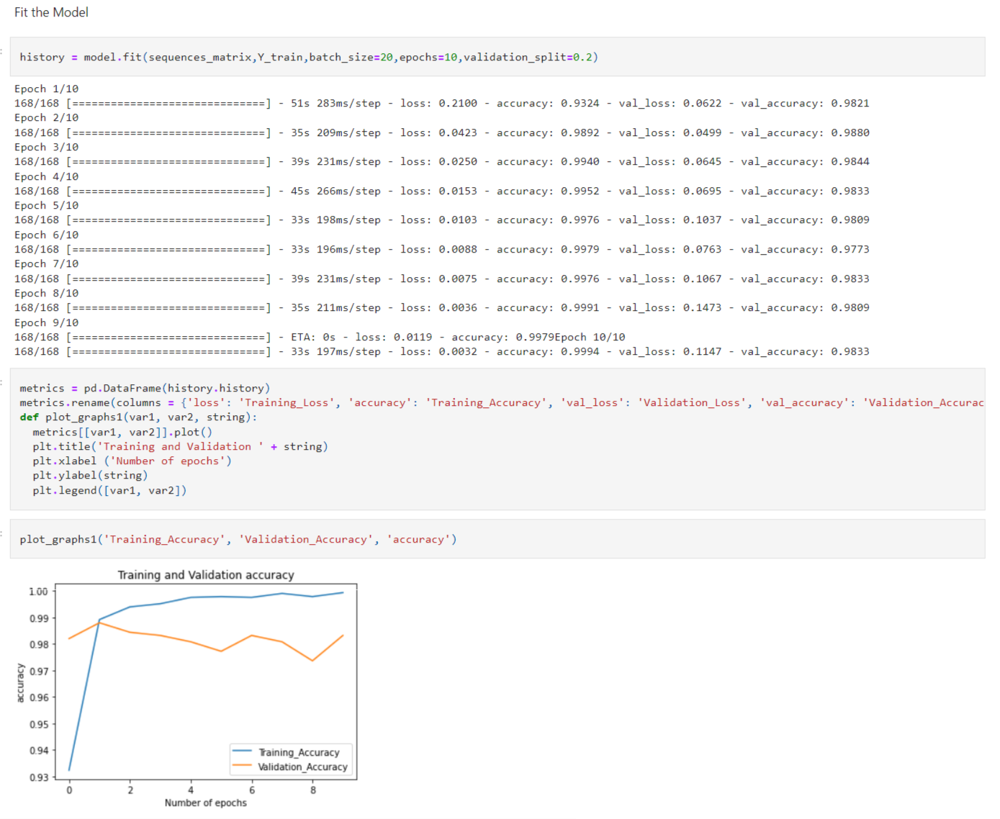 Fit the Model
history = model.fit(sequences_matrix,Y_train,batch_size=20,epochs=10,validation_split=0.2)
Epoch 1/10
168/168 [==============================] - 51s 283ms/step - loss: 0.2100 - accuracy: 0.9324 - val_loss: 0.0622 - val_accuracy: 0.9821
Epoch 2/10
168/168 [==============================] - 35s 209ms/step - loss: 0.0423 - accuracy: 0.9892 - val_loss: 0.0499 - val_accuracy: 0.9880
Epoch 3/10
168/168 [==============================] - 39s 231ms/step - loss: 0.0250 - accuracy: 0.9940 - val_loss: 0.0645 - val_accuracy: 0.9844
Epoch 4/10
168/168 [==============================] - 45s 266ms/step - loss: 0.0153 - accuracy: 0.9952 - val_loss: 0.0695 - val_accuracy: 0.9833
Epoch 5/10
168/168 [==============================] - 33s 198ms/step - loss: 0.0103 - accuracy: 0.9976 - val_loss: 0.1037 - val_accuracy: 0.9809
Epoch 6/10
168/168 [==============================] - 33s 196ms/step - loss: 0.0088 - accuracy: 0.9979 - val_loss: 0.0763 - val_accuracy: 0.9773
Epoch 7/10
168/168 [==============================] - 39s 231ms/step - loss: 0.0075 - accuracy: 0.9976 - val_loss: 0.1067 - val_accuracy: 0.9833
Epoch 8/10
168/168 [==============================] - 35s 211ms/step - loss: 0.0036 - accuracy: 0.9991 - val_loss: 0.1473 - val_accuracy: 0.9809
Epoch 9/10
168/168 [==============================] - ETA: 0s - loss: 0.0119 - accuracy: 0.9979Epoch 10/10
168/168 [==============================] - 33s 197ms/step - loss: 0.0032 - accuracy: 0.9994 - val_loss: 0.1147 - val_accuracy: 0.9833
metrics = pd.DataFrame(history.history)
metrics.rename(columns = {'loss': 'Training_Loss', 'accuracy': 'Training_Accuracy', 'val_loss': 'Validation_Loss', 'val_accuracy': 'Validation_Accurac
def plot_graphs1(var1, var2, string):
  metrics[[var1, var2]].plot()
  plt.title('Training and Validation ' + string)
  plt.xlabel ('Number of epochs')
  plt.ylabel(string)
  plt.legend([var1, var2])
plot_graphs1('Training_Accuracy', 'Validation_Accuracy', 'accuracy')
Training and Validation accuracy
1.00
0.99
0.98
0.97
0.96
0.95
0.94
0.93
accuracy
Training_Accuracy
Validation_Accuracy
0 2 4 6 8
Number of epochs